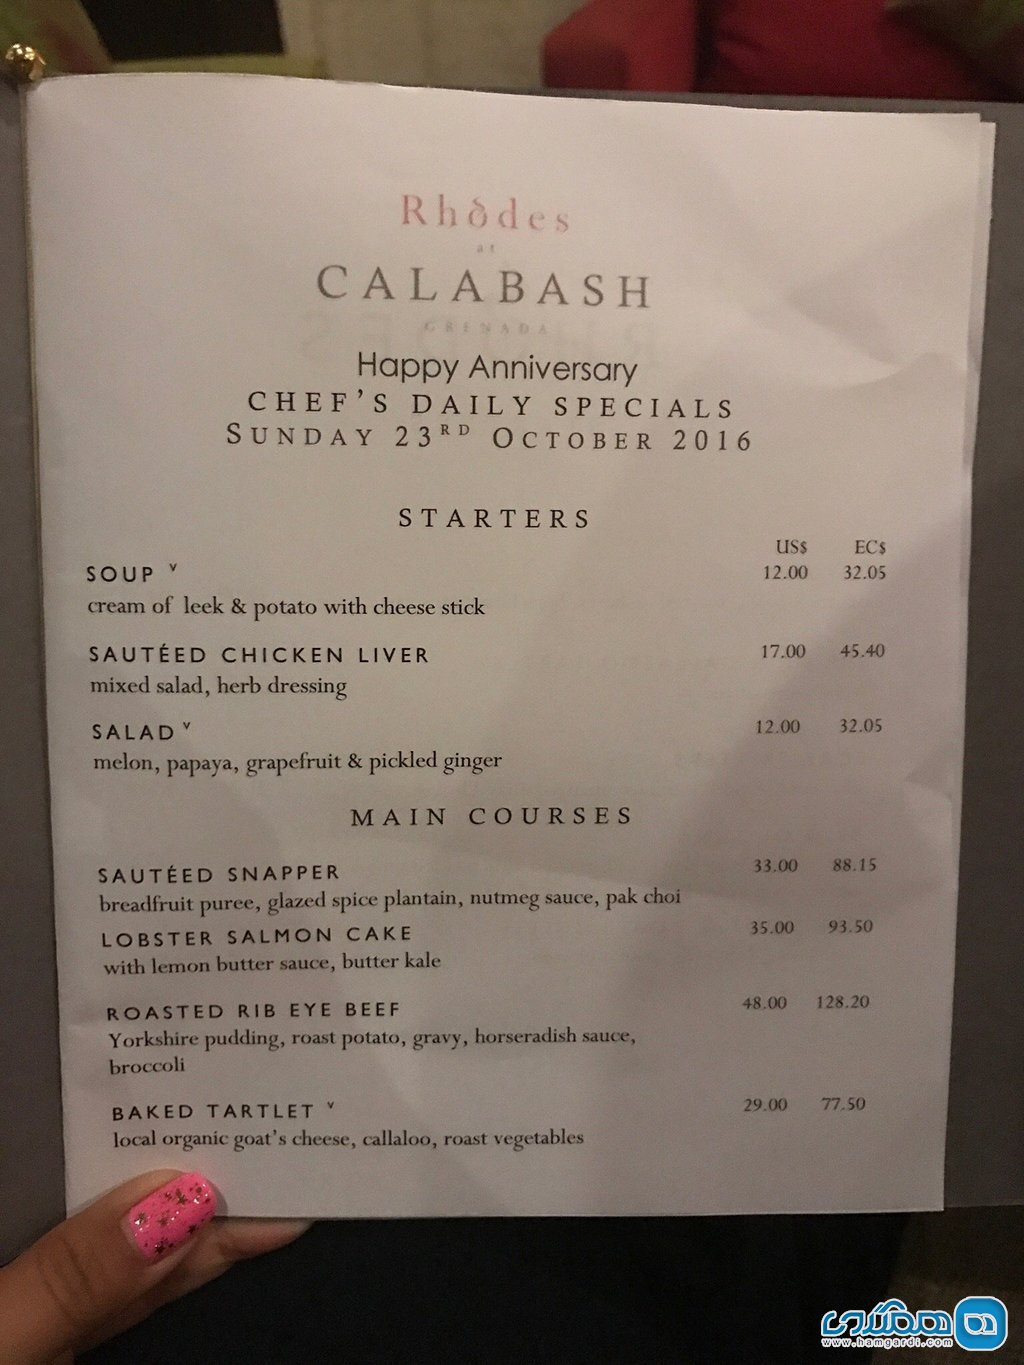 Rhodes
at
CALABASH
GRENADA
Happy Anniversary
CHEF'S DAILY SPECIALS
SUNDAY 23RD OCTOBER 2016
STARTERS
US$ EC$
SOUP V 12.00 32.05
cream of leek & potato with cheese stick
SAUTÉED CHICKEN LIVER 17.00 45.40
mixed salad, herb dressing
SALAD V 12.00 32.05
melon, papaya, grapefruit & pickled ginger
MAIN COURSES
SAUTÉED SNAPPER 33.00 88.15
breadfruit puree, glazed spice plantain, nutmeg sauce, pak choi
LOBSTER SALMON CAKE 35.00 93.50
with lemon butter sauce, butter kale
ROASTED RIB EYE BEEF 48.00 128.20
Yorkshire pudding, roast potato, gravy, horseradish sauce,
broccoli
BAKED TARTLET V 29.00 77.50
local organic goat's cheese, callaloo, roast vegetables
همگردی
www.hamgardi.com